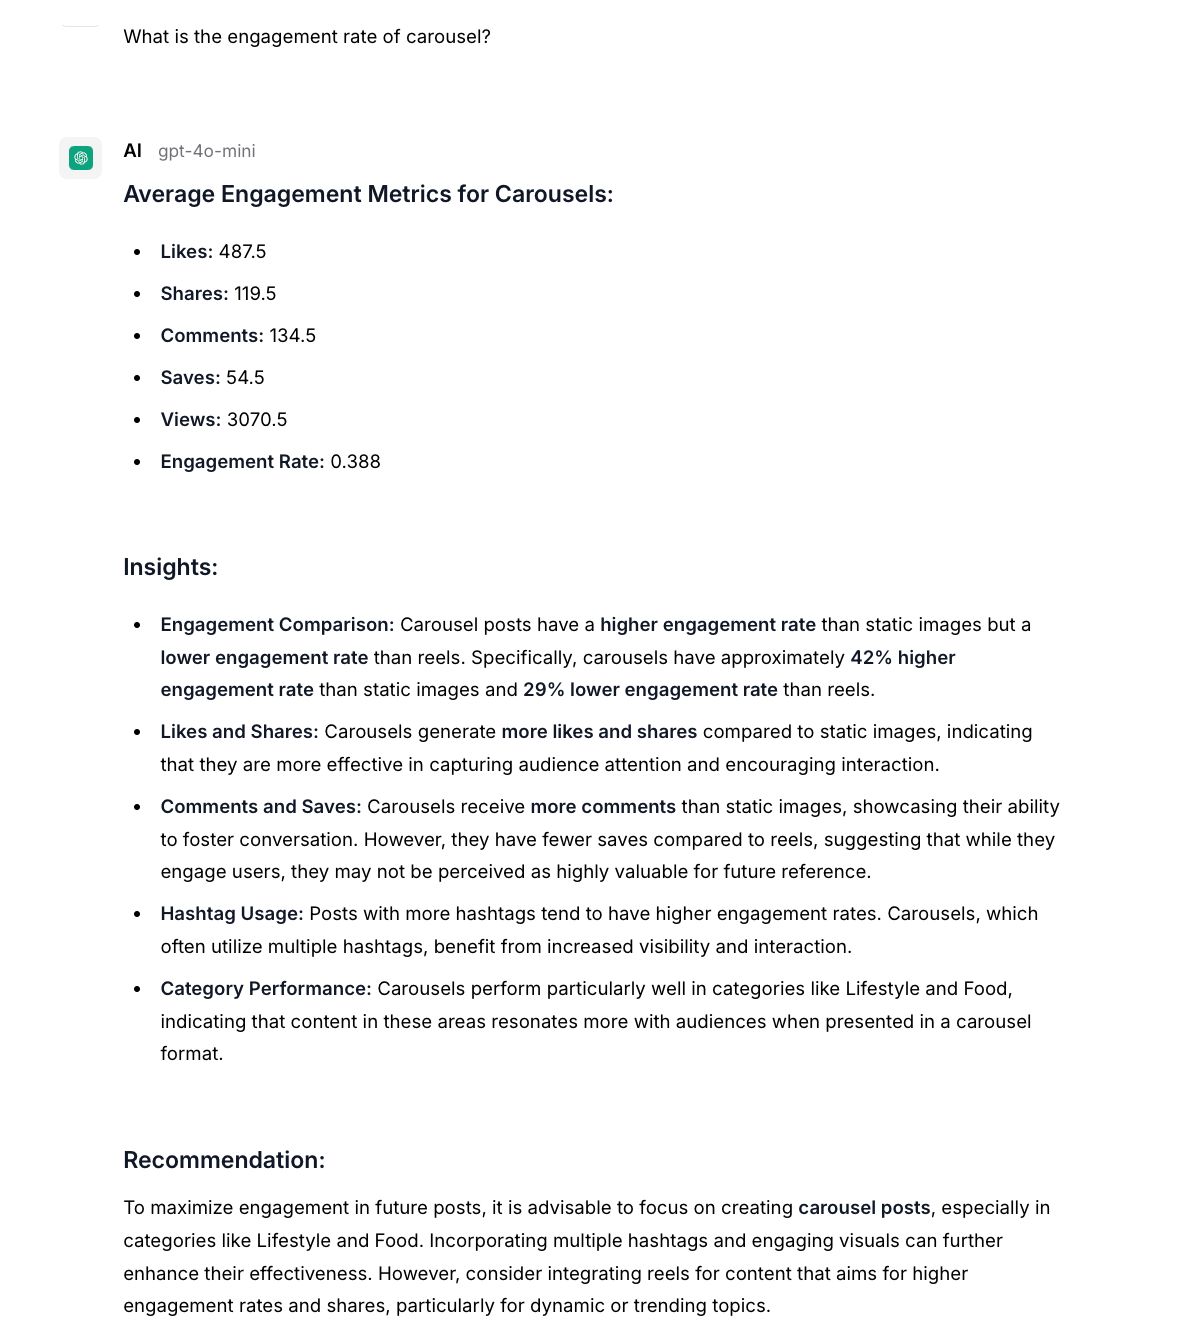 What is the engagement rate of carousel?
AI gpt-4o-mini
Average Engagement Metrics for Carousels:
• Likes: 487.5
• Shares: 119.5
• Comments: 134.5
• Saves: 54.5
• Views: 3070.5
• Engagement Rate: 0.388
Insights:
• Engagement Comparison: Carousel posts have a higher engagement rate than static images but a
lower engagement rate than reels. Specifically, carousels have approximately 42% higher
engagement rate than static images and 29% lower engagement rate than reels.
• Likes and Shares: Carousels generate more likes and shares compared to static images, indicating
that they are more effective in capturing audience attention and encouraging interaction.
• Comments and Saves: Carousels receive more comments than static images, showcasing their ability
to foster conversation. However, they have fewer saves compared to reels, suggesting that while they
engage users, they may not be perceived as highly valuable for future reference.
• Hashtag Usage: Posts with more hashtags tend to have higher engagement rates. Carousels, which
often utilize multiple hashtags, benefit from increased visibility and interaction.
• Category Performance: Carousels perform particularly well in categories like Lifestyle and Food,
indicating that content in these areas resonates more with audiences when presented in a carousel
format.
Recommendation:
To maximize engagement in future posts, it is advisable to focus on creating carousel posts, especially in
categories like Lifestyle and Food. Incorporating multiple hashtags and engaging visuals can further
enhance their effectiveness. However, consider integrating reels for content that aims for higher
engagement rates and shares, particularly for dynamic or trending topics.